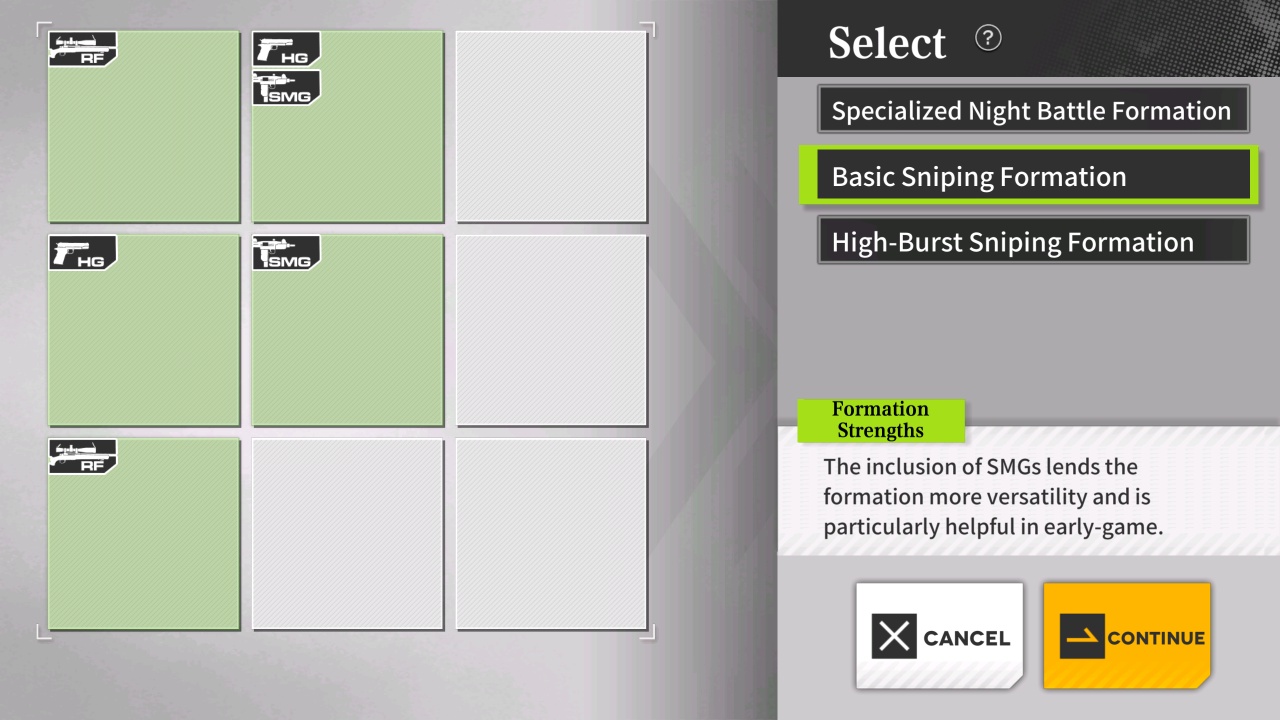 RF
HG
SMG
HG
SMG
RF
Select ?
Specialized Night Battle Formation
Basic Sniping Formation
High-Burst Sniping Formation
Formation
Strengths
The inclusion of SMGs lends the
formation more versatility and is
particularly helpful in early-game.
CANCEL
CONTINUE